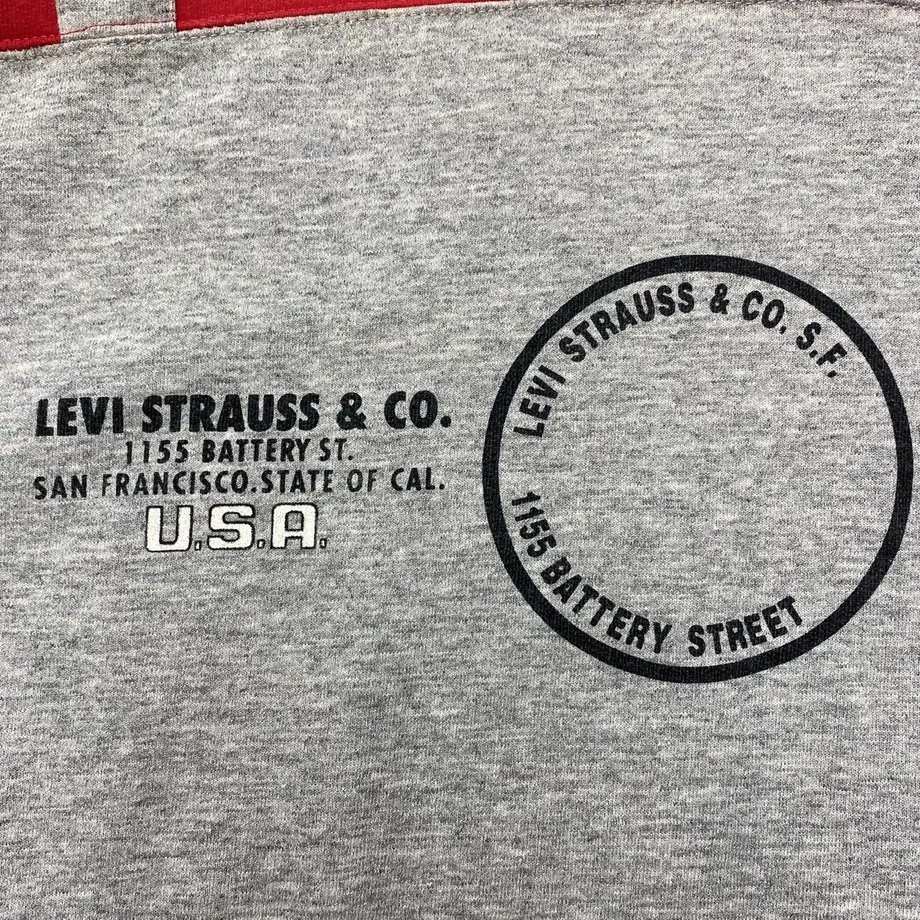 LEVI STRAUSS & CO.
1155 BATTERY ST.
SAN FRANCISCO.STATE OF CAL.
U.S.A.
LEVI STRAUSS & CO. S.F.
1155 BATTERY STREET